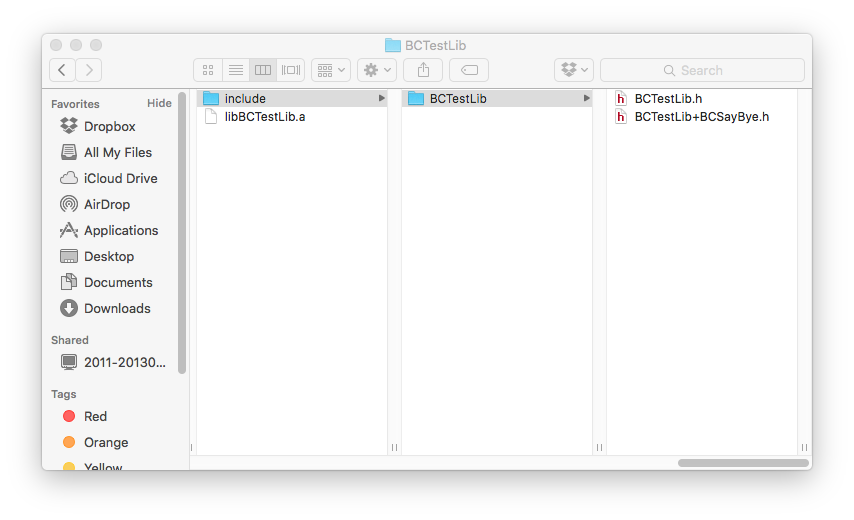 BCTestLib
Search
Favorites
Hide
Dropbox
All My Files
iCloud Drive
AirDrop
Applications
Desktop
Documents
Downloads
Shared
2011-20130...
Tags
Red
Orange
Yellow
include
libBCTestLib.a
BCTestLib
BCTestLib.h
BCTestLib+BCSayBye.h